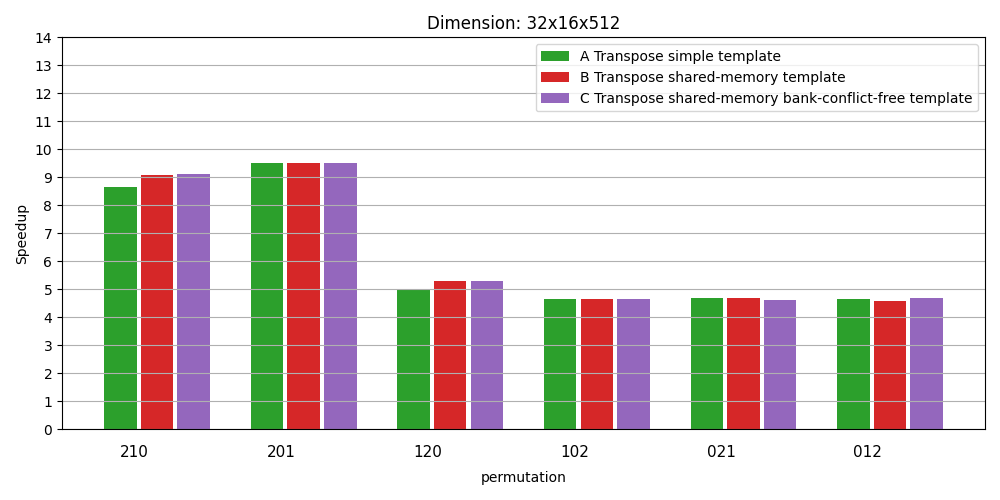 Dimension: 32x16x512
A Transpose simple template
B Transpose shared-memory template
C Transpose shared-memory bank-conflict-free template
Speedup
14
13
12
11
10
9
8
7
6
5
4
3
2
1
0
210 201 120 102 021 012
permutation